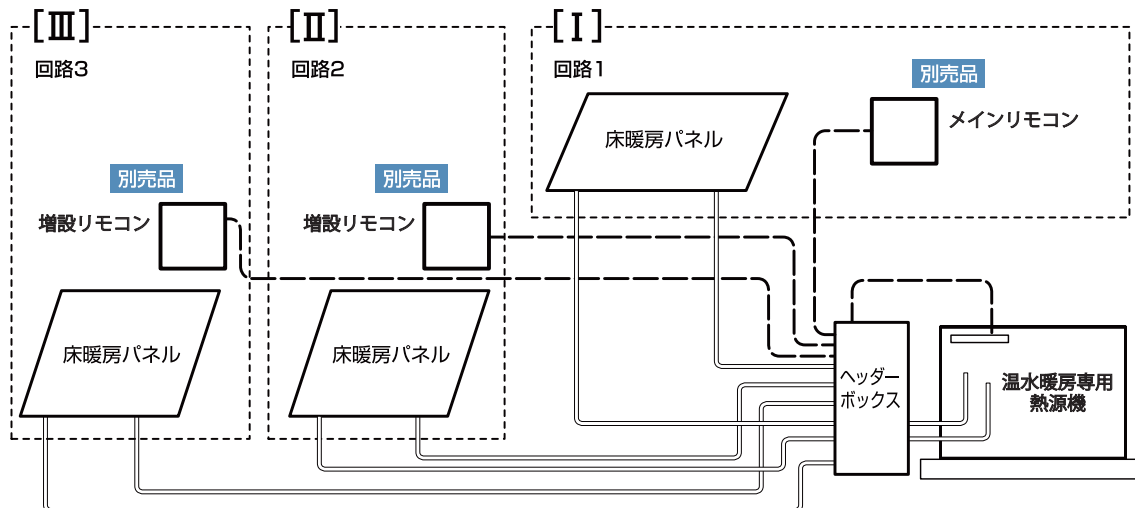 [Ⅲ]
回路3
別売品
増設リモコン
床暖房パネル
[Ⅱ]
回路2
別売品
増設リモコン
床暖房パネル
[Ⅰ]
回路1
床暖房パネル
別売品
メインリモコン
ヘッダー
ボックス
温水暖房専用
熱源機